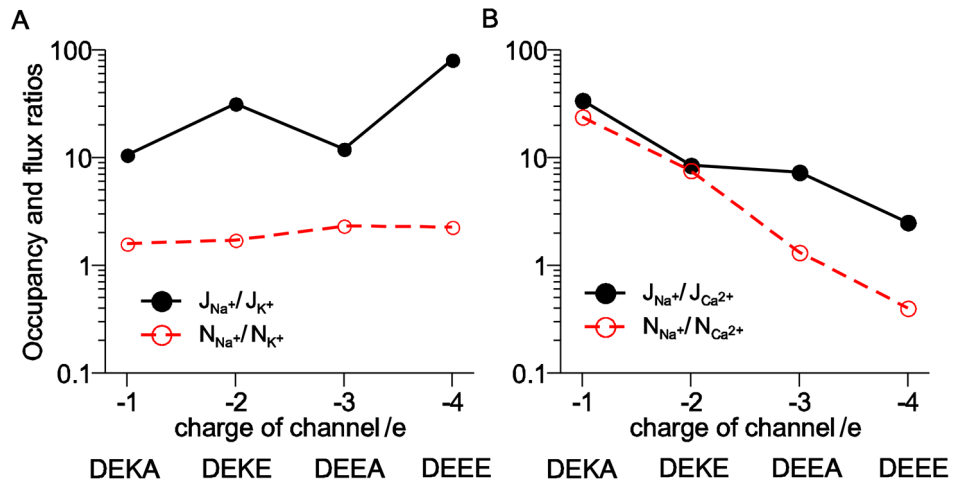 A
B
Occupancy and flux ratios
100
10
1
0.1
J_Na+/J_K+
N_Na+/N_K+
-1 -2 -3 -4
charge of channel /e
DEKA DEKE DEEA DEEE
100
10
1
0.1
J_Na+/J_Ca2+
N_Na+/N_Ca2+
-1 -2 -3 -4
charge of channel /e
DEKA DEKE DEEA DEEE